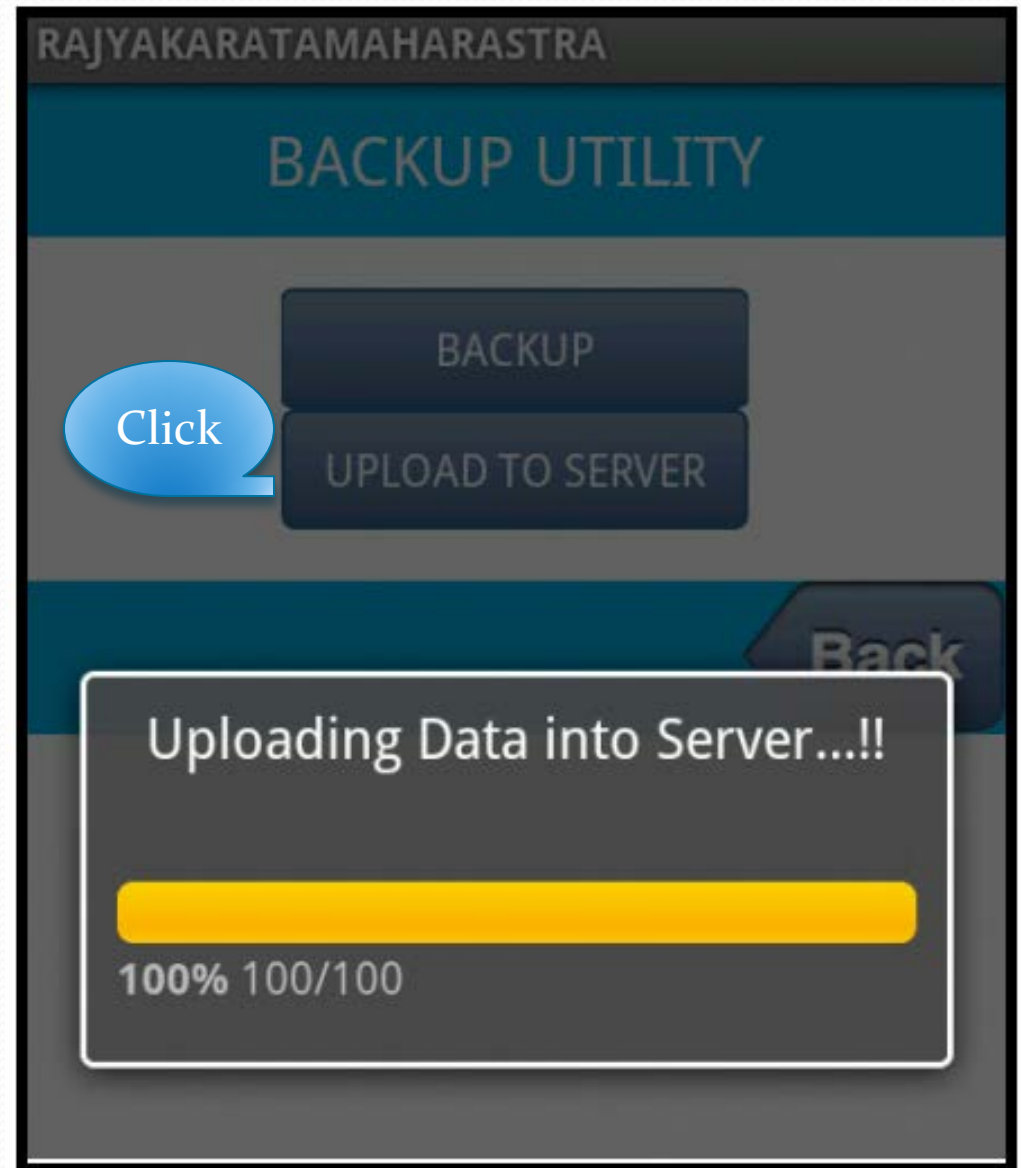 RAJYAKARATAMAHARASTRA
BACKUP UTILITY
BACKUP
Click
UPLOAD TO SERVER
Back
Uploading Data into Server...!!
100% 100/100